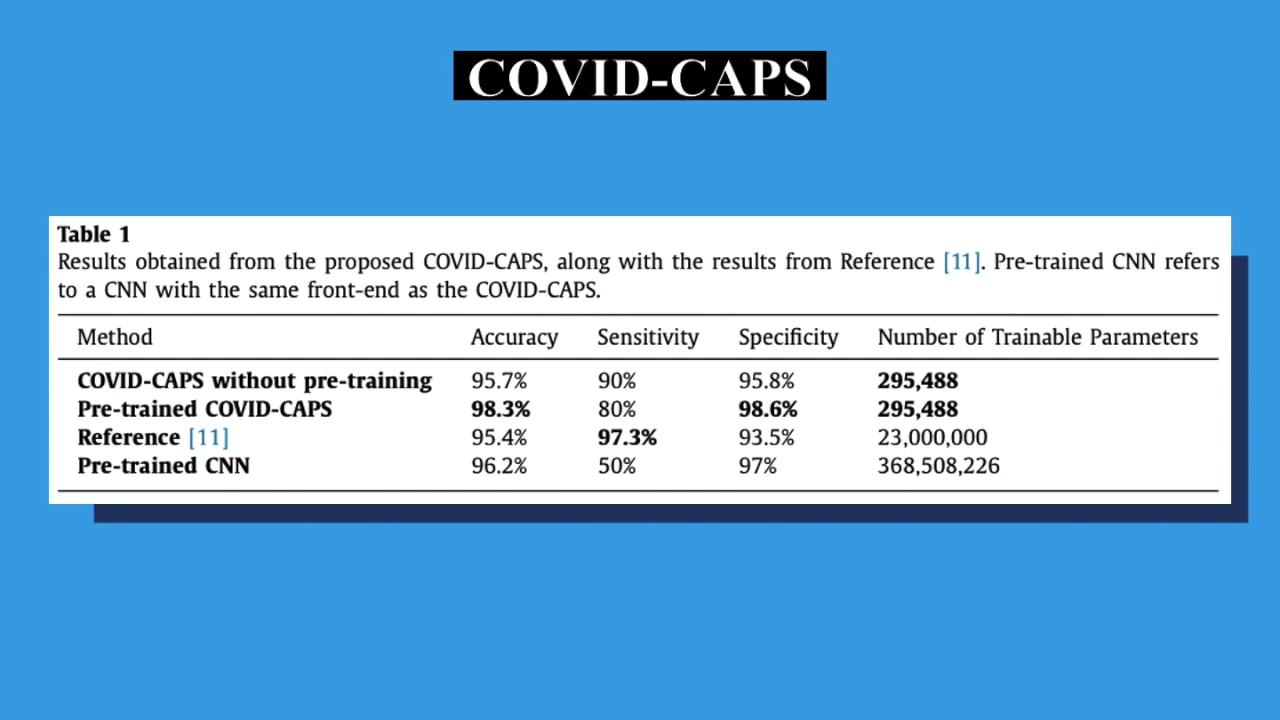 COVID-CAPS
Table 1
Results obtained from the proposed COVID-CAPS, along with the results from Reference [11]. Pre-trained CNN refers
to a CNN with the same front-end as the COVID-CAPS.
Method Accuracy Sensitivity Specificity Number of Trainable Parameters
COVID-CAPS without pre-training 95.7% 90% 95.8% 295,488
Pre-trained COVID-CAPS 98.3% 80% 98.6% 295,488
Reference [11] 95.4% 97.3% 93.5% 23,000,000
Pre-trained CNN 96.2% 50% 97% 368,508,226